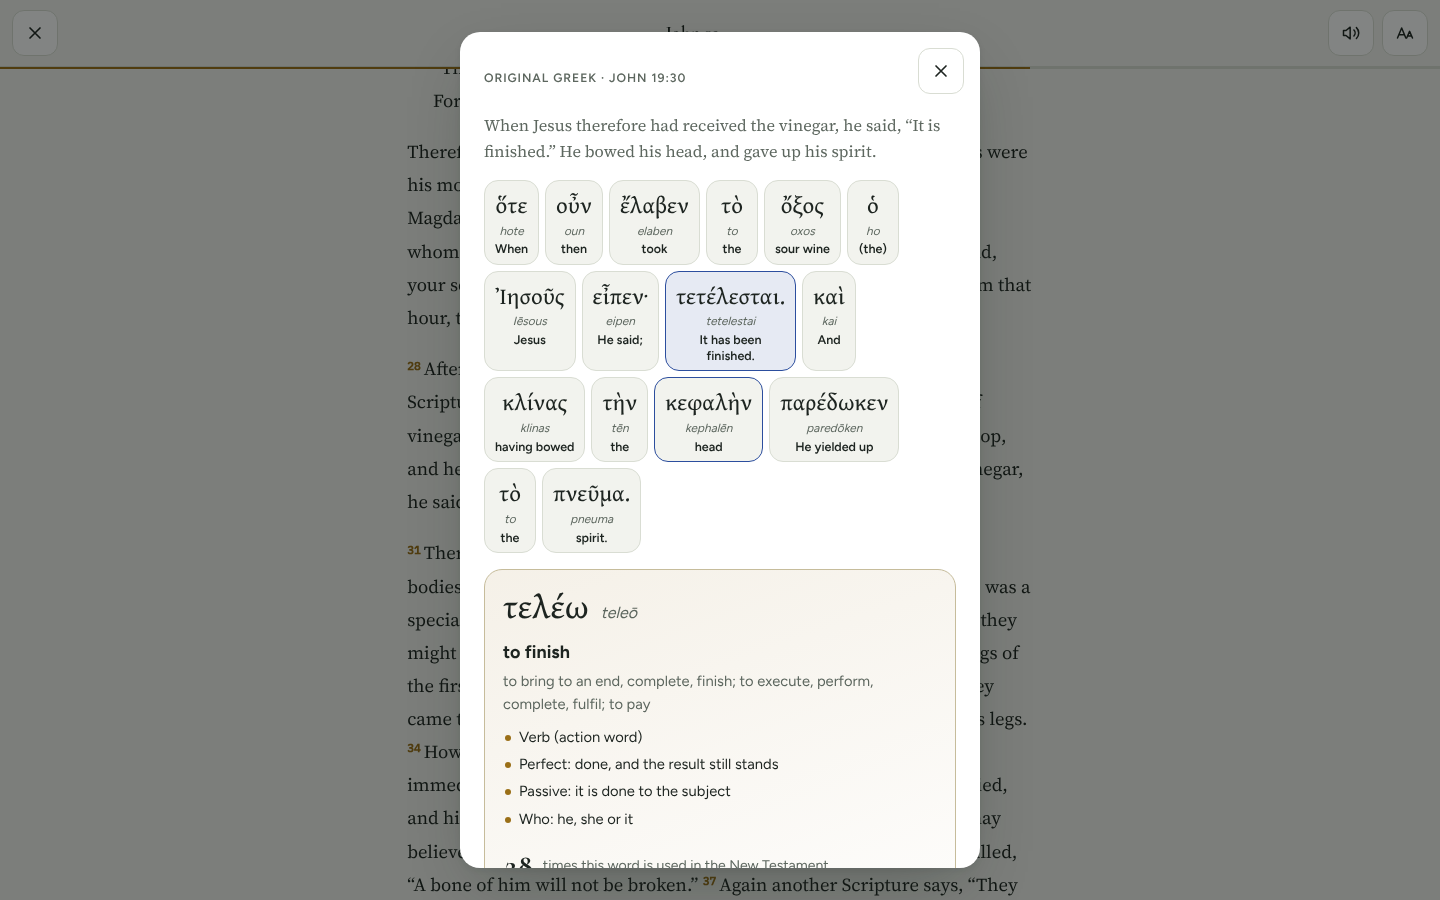 ORIGINAL GREEK · JOHN 19:30
When Jesus therefore had received the vinegar, he said, “It is
finished.” He bowed his head, and gave up his spirit.
ὅτε οὖν ἔλαβεν τὸ ὄξος ὁ
hote oun elaben to oxos ho
When then took the sour wine (the)
Ἰησοῦς εἶπεν· τετέλεσται. καὶ
Iēsous eipen tetelestai kai
Jesus He said; It has been finished. And
κλίνας τὴν κεφαλὴν παρέδωκεν
klinas tēn kephalēn paredōken
having bowed the head He yielded up
τὸ πνεῦμα.
to pneuma
the spirit.
τελέω teleō
to finish
to bring to an end, complete, finish; to execute, perform,
complete, fulfil; to pay
Verb (action word)
Perfect: done, and the result still stands
Passive: it is done to the subject
Who: he, she or it
times this word is used in the New Testament
For
Theref s were
his mo
Magda
whom d,
your s m that
hour, t
28 After
Scriptu
vinega op,
and he negar,
he said
31 Ther
bodies was a
specia they
might gs of
the firs ey
came t s legs.
34 How
immed ed,
and hi ay
believe lled,
“A bone of him will not be broken.” 37 Again another Scripture says, “They